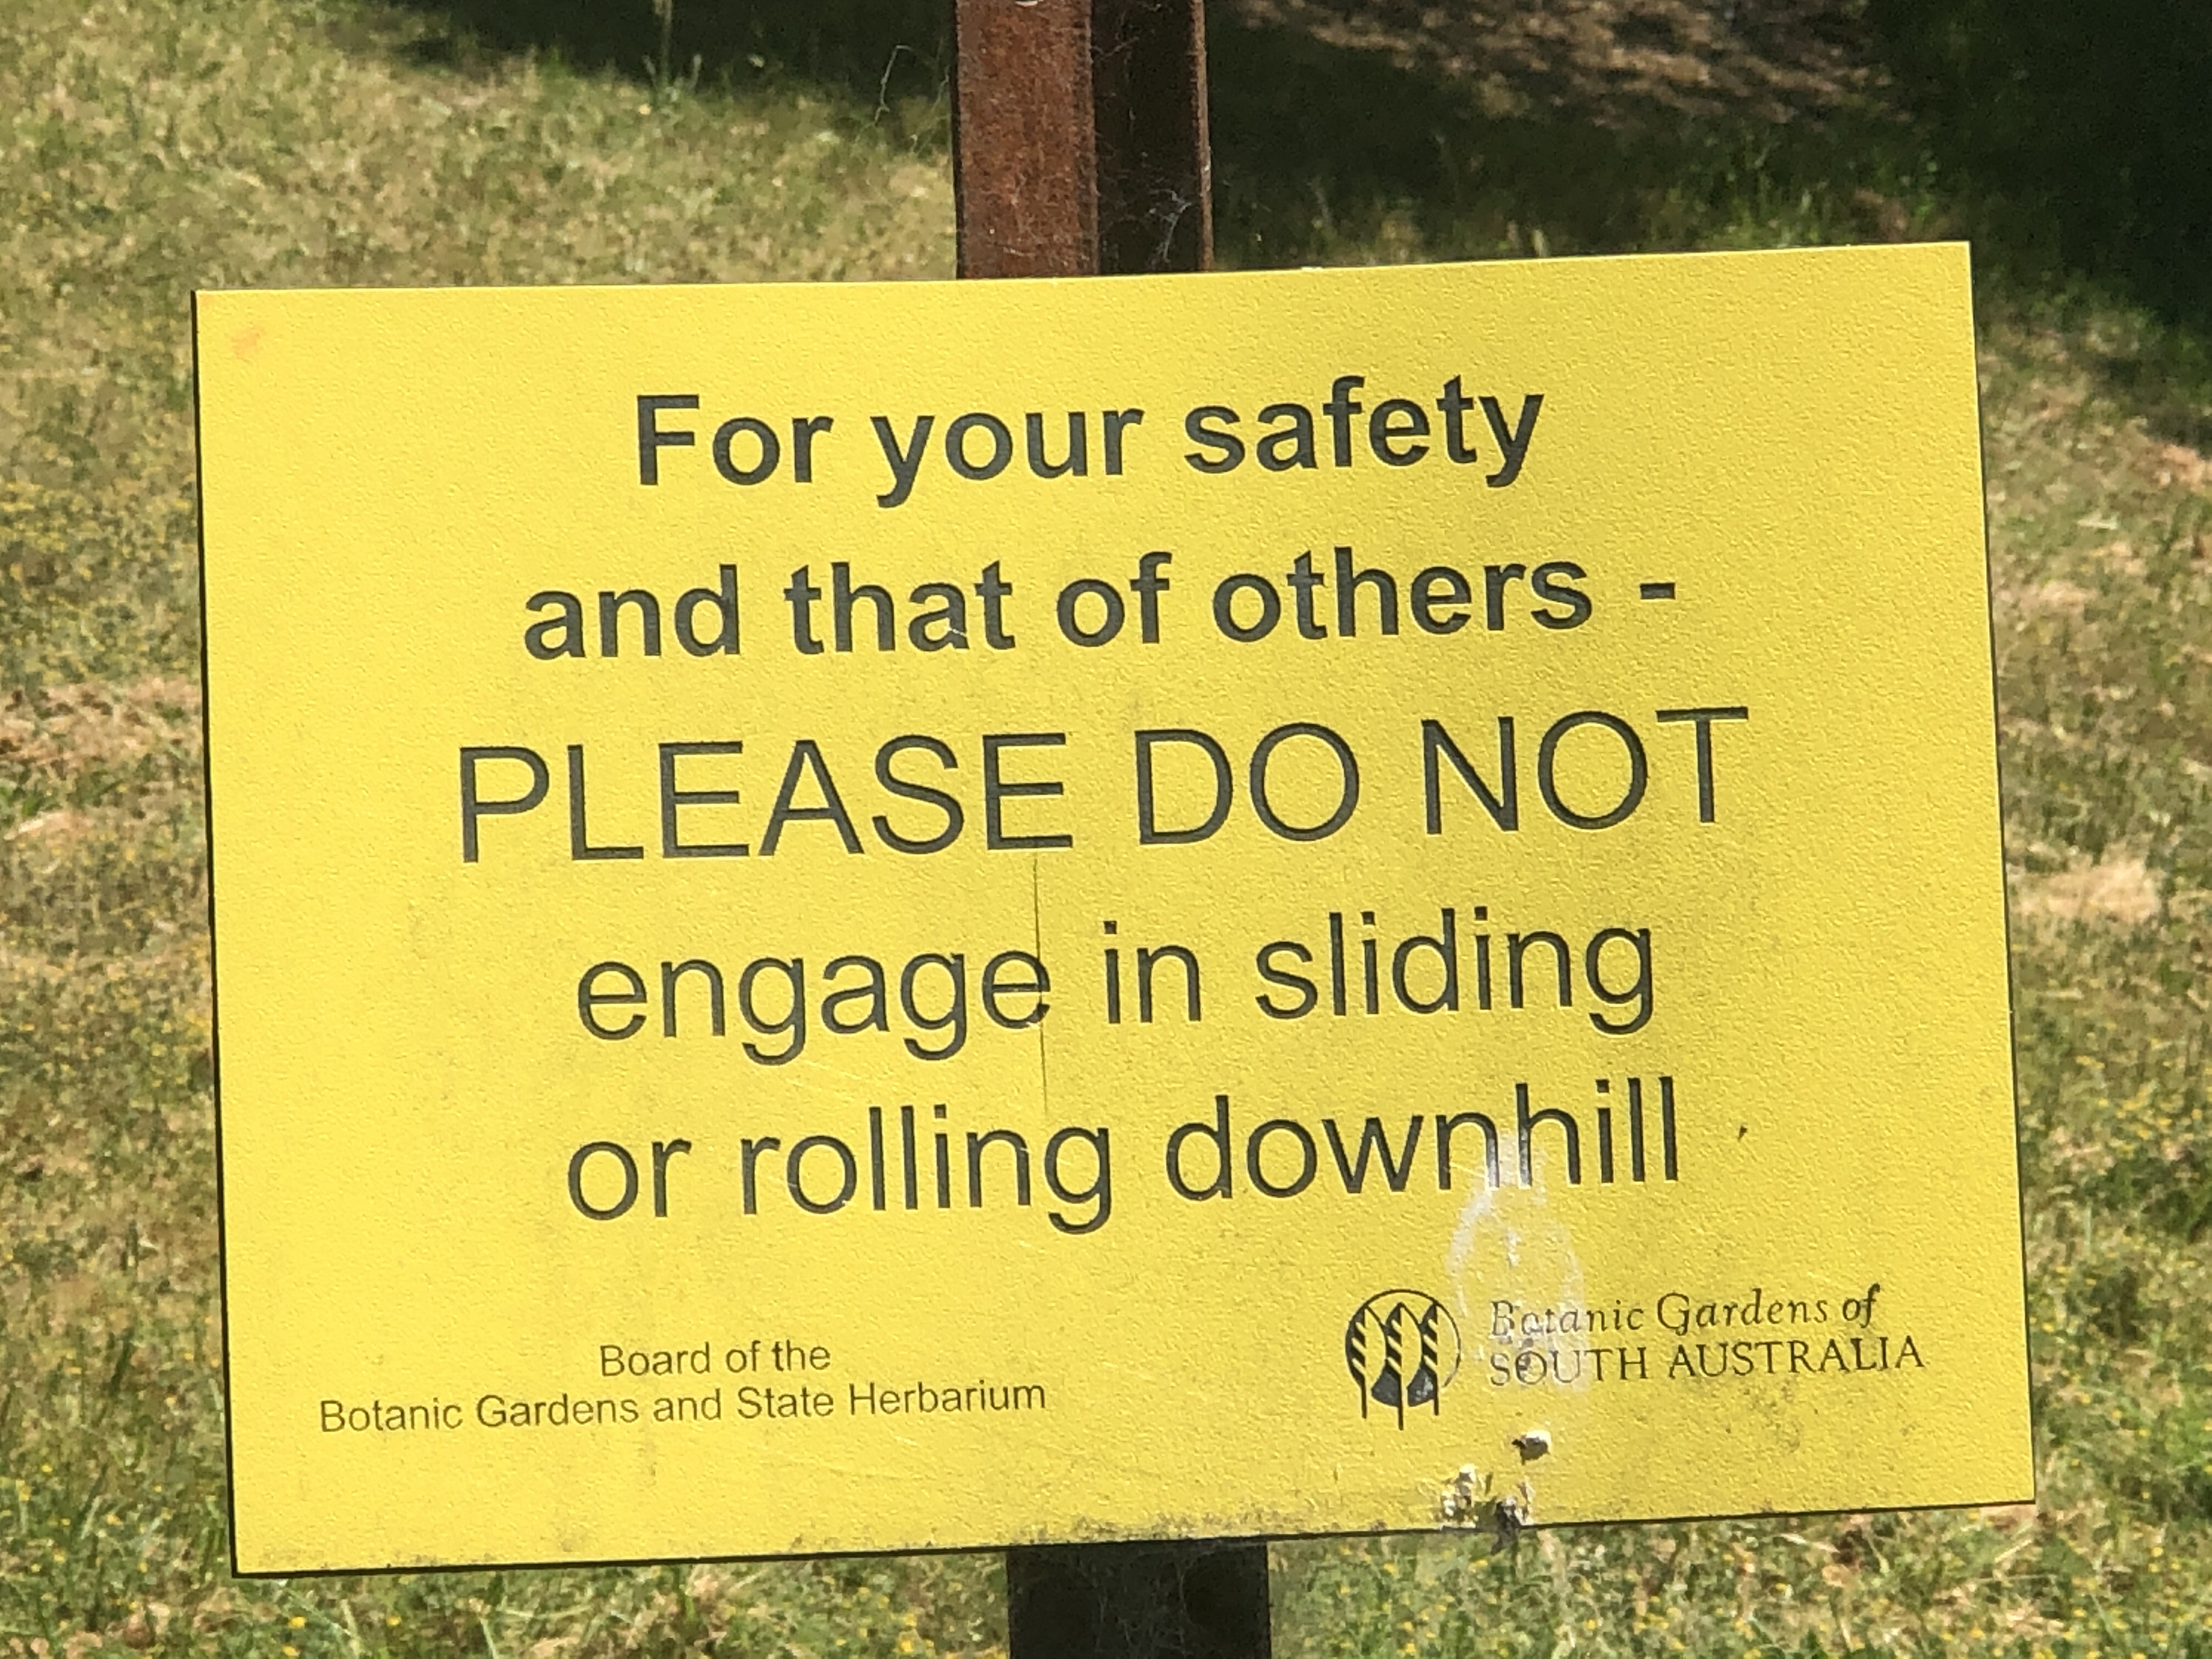 For your safety
and that of others -
PLEASE DO NOT
engage in sliding
or rolling downhill
Board of the
Botanic Gardens and State Herbarium
Botanic Gardens of
SOUTH AUSTRALIA